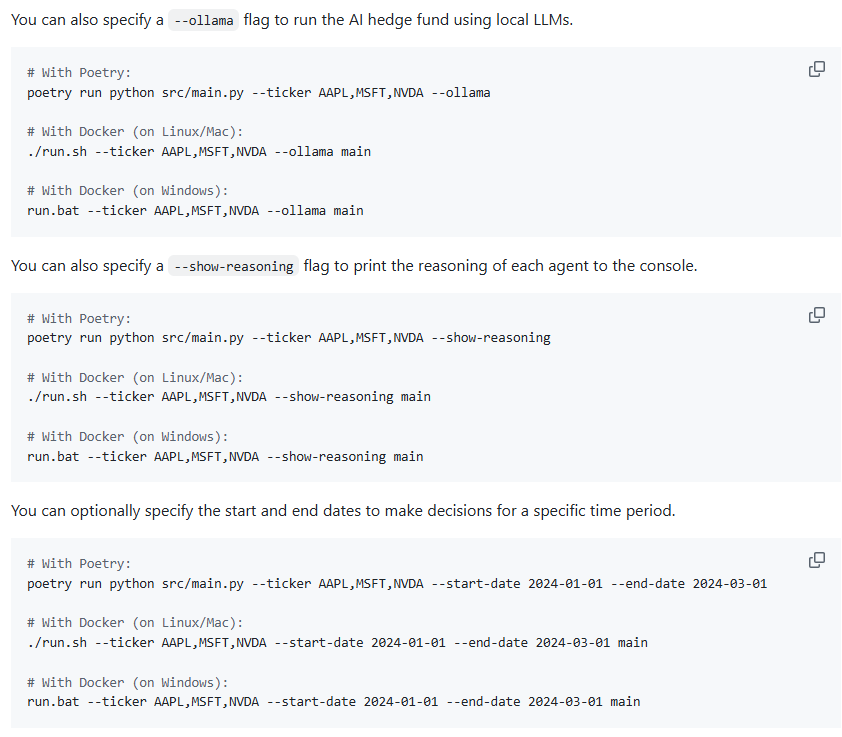 You can also specify a --ollama flag to run the AI hedge fund using local LLMs.
# With Poetry:
poetry run python src/main.py --ticker AAPL,MSFT,NVDA --ollama
# With Docker (on Linux/Mac):
./run.sh --ticker AAPL,MSFT,NVDA --ollama main
# With Docker (on Windows):
run.bat --ticker AAPL,MSFT,NVDA --ollama main
You can also specify a --show-reasoning flag to print the reasoning of each agent to the console.
# With Poetry:
poetry run python src/main.py --ticker AAPL,MSFT,NVDA --show-reasoning
# With Docker (on Linux/Mac):
./run.sh --ticker AAPL,MSFT,NVDA --show-reasoning main
# With Docker (on Windows):
run.bat --ticker AAPL,MSFT,NVDA --show-reasoning main
You can optionally specify the start and end dates to make decisions for a specific time period.
# With Poetry:
poetry run python src/main.py --ticker AAPL,MSFT,NVDA --start-date 2024-01-01 --end-date 2024-03-01
# With Docker (on Linux/Mac):
./run.sh --ticker AAPL,MSFT,NVDA --start-date 2024-01-01 --end-date 2024-03-01 main
# With Docker (on Windows):
run.bat --ticker AAPL,MSFT,NVDA --start-date 2024-01-01 --end-date 2024-03-01 main